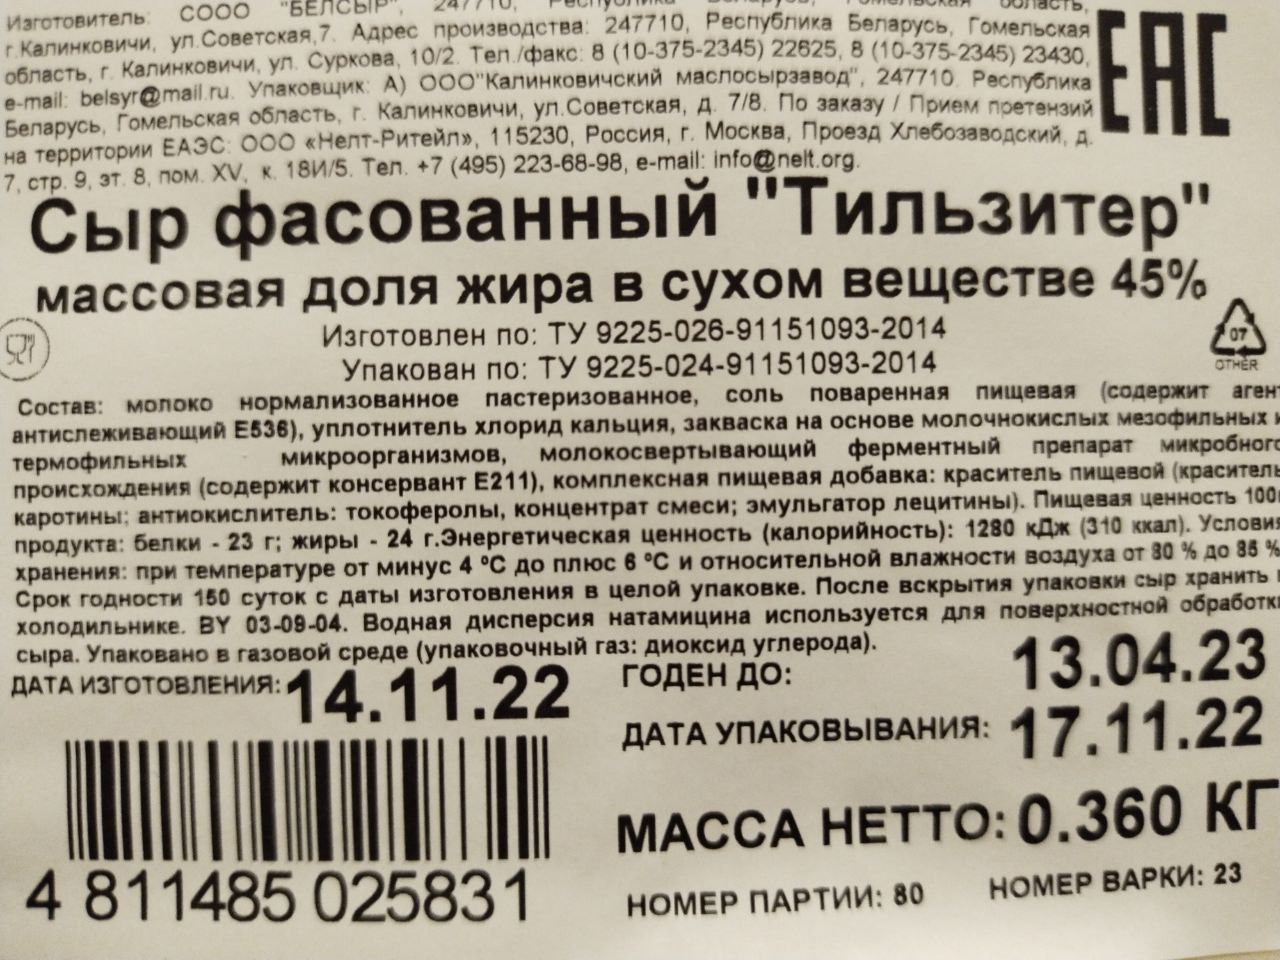 Изготовитель: СООО "БЕЛСЫР", 247710, Республика Беларусь, Гомельская область,
г.Калинковичи, ул.Советская,7. Адрес производства: 247710, Республика Беларусь, Гомельская
область, г. Калинковичи, ул. Суркова, 10/2. Тел./факс: 8 (10-375-2345) 22625, 8 (10-375-2345) 23430,
e-mail: belsyr@mail.ru. Упаковщик: А) ООО"Калинковичский маслосырзавод", 247710. Республика
Беларусь, Гомельская область, г. Калинковичи, ул.Советская, д. 7/8. По заказу / Прием претензий
на территории ЕАЭС: ООО «Нелт-Ритейл», 115230, Россия, г. Москва, Проезд Хлебозаводский, д.
7, стр. 9, эт. 8, пом. XV, к. 18И/5. Тел. +7 (495) 223-68-98, e-mail: info@nelt.org.
ЕАС
Сыр фасованный "Тильзитер"
массовая доля жира в сухом веществе 45%
Изготовлен по: ТУ 9225-026-91151093-2014
Упакован по: ТУ 9225-024-91151093-2014
07
OTHER
Состав: молоко нормализованное пастеризованное, соль поваренная пищевая (содержит агент
антислеживающий Е536), уплотнитель хлорид кальция, закваска на основе молочнокислых мезофильных и
термофильных микроорганизмов, молокосвертывающий ферментный препарат микробного
происхождения (содержит консервант Е211), комплексная пищевая добавка: краситель пищевой (краситель
каротины; антиокислитель: токоферолы, концентрат смеси; эмульгатор лецитины). Пищевая ценность 100г
продукта: белки - 23 г; жиры - 24 г.Энергетическая ценность (калорийность): 1280 кДж (310 ккал). Условия
хранения: при температуре от минус 4 ºС до плюс 6 ºС и относительной влажности воздуха от 80 % до 85 %
Срок годности 150 суток с даты изготовления в целой упаковке. После вскрытия упаковки сыр хранить в
холодильнике. BY 03-09-04. Водная дисперсия натамицина используется для поверхностной обработки
сыра. Упаковано в газовой среде (упаковочный газ: диоксид углерода).
ДАТА ИЗГОТОВЛЕНИЯ: 14.11.22
ГОДЕН ДО: 13.04.23
ДАТА УПАКОВЫВАНИЯ: 17.11.22
МАССА НЕТТО: 0.360 КГ
4 811485 025831
НОМЕР ПАРТИИ: 80 НОМЕР ВАРКИ: 23